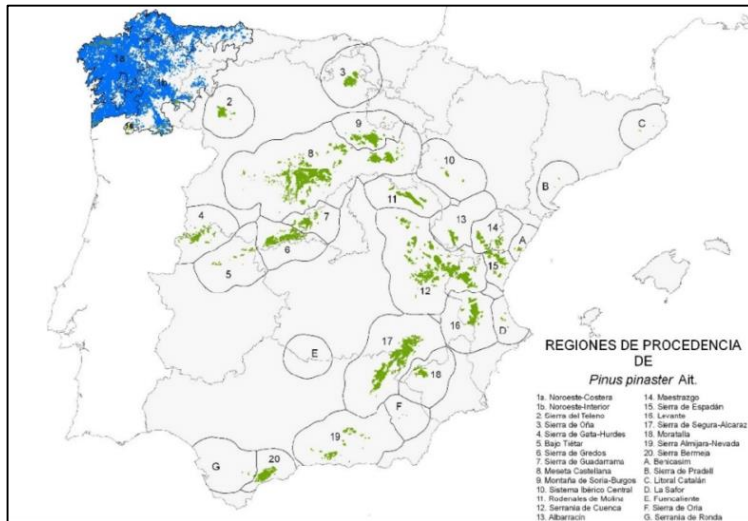 1a
1b
1a
2
3
C
9
8
10
B
11
7
4
13
14
A
6
15
5
12
16
D
17
E
18
F
19
G
20
REGIONES DE PROCEDENCIA
DE
Pinus pinaster Ait.
1a. Noroeste-Costera
1b. Noroeste-Interior
2. Sierra del Teleno
3. Sierra de Oña
4. Sierra de Gata-Hurdes
5. Bajo Tiétar
6. Sierra de Gredos
7. Sierra de Guadarrama
8. Meseta Castellana
9. Montaña de Soria-Burgos
10. Sistema Ibérico Central
11. Rodenales de Molina
12. Serranía de Cuenca
13. Albarracín
14. Maestrazgo
15. Sierra de Espadán
16. Levante
17. Sierra de Segura-Alcaraz
18. Moratalla
19. Sierra Almijara-Nevada
20. Sierra Bermeja
A. Benicasim
B. Sierra de Pradell
C. Litoral Catalán
D. La Safor
E. Fuencaliente
F. Sierra de Oria
G. Serranía de Ronda